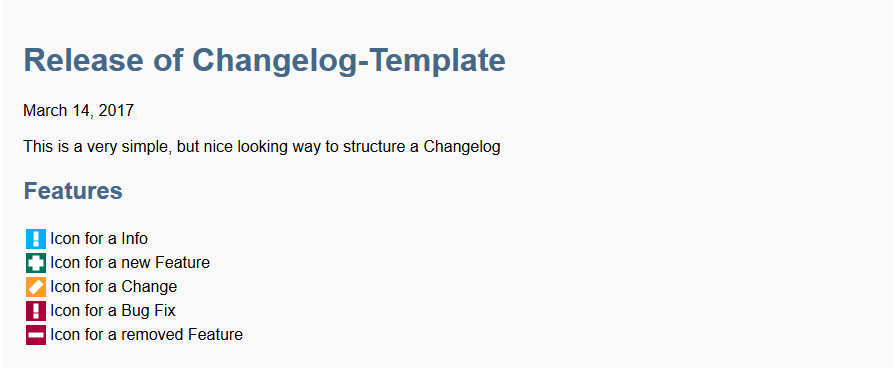 Release of Changelog-Template
March 14, 2017
This is a very simple, but nice looking way to structure a Changelog
Features
Icon for a Info
Icon for a new Feature
Icon for a Change
Icon for a Bug Fix
Icon for a removed Feature